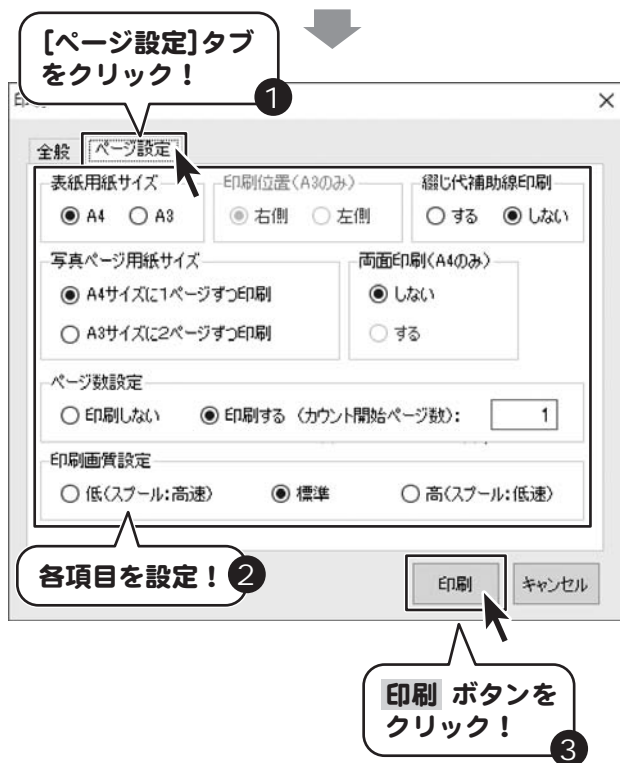 [ページ設定]タブ
をクリック！
1
×
全般 ページ設定
表紙用紙サイズ 印刷位置(A3のみ) 綴じ代補助線印刷
A4 A3 右側 左側 する しない
写真ページ用紙サイズ 両面印刷(A4のみ)
A4サイズに1ページずつ印刷 しない
A3サイズに2ページずつ印刷 する
ページ数設定
印刷しない 印刷する (カウント開始ページ数): 1
印刷画質設定
低(スプール:高速) 標準 高(スプール:低速)
各項目を設定！ 2
印刷 キャンセル
印刷 ボタンを
クリック！
3